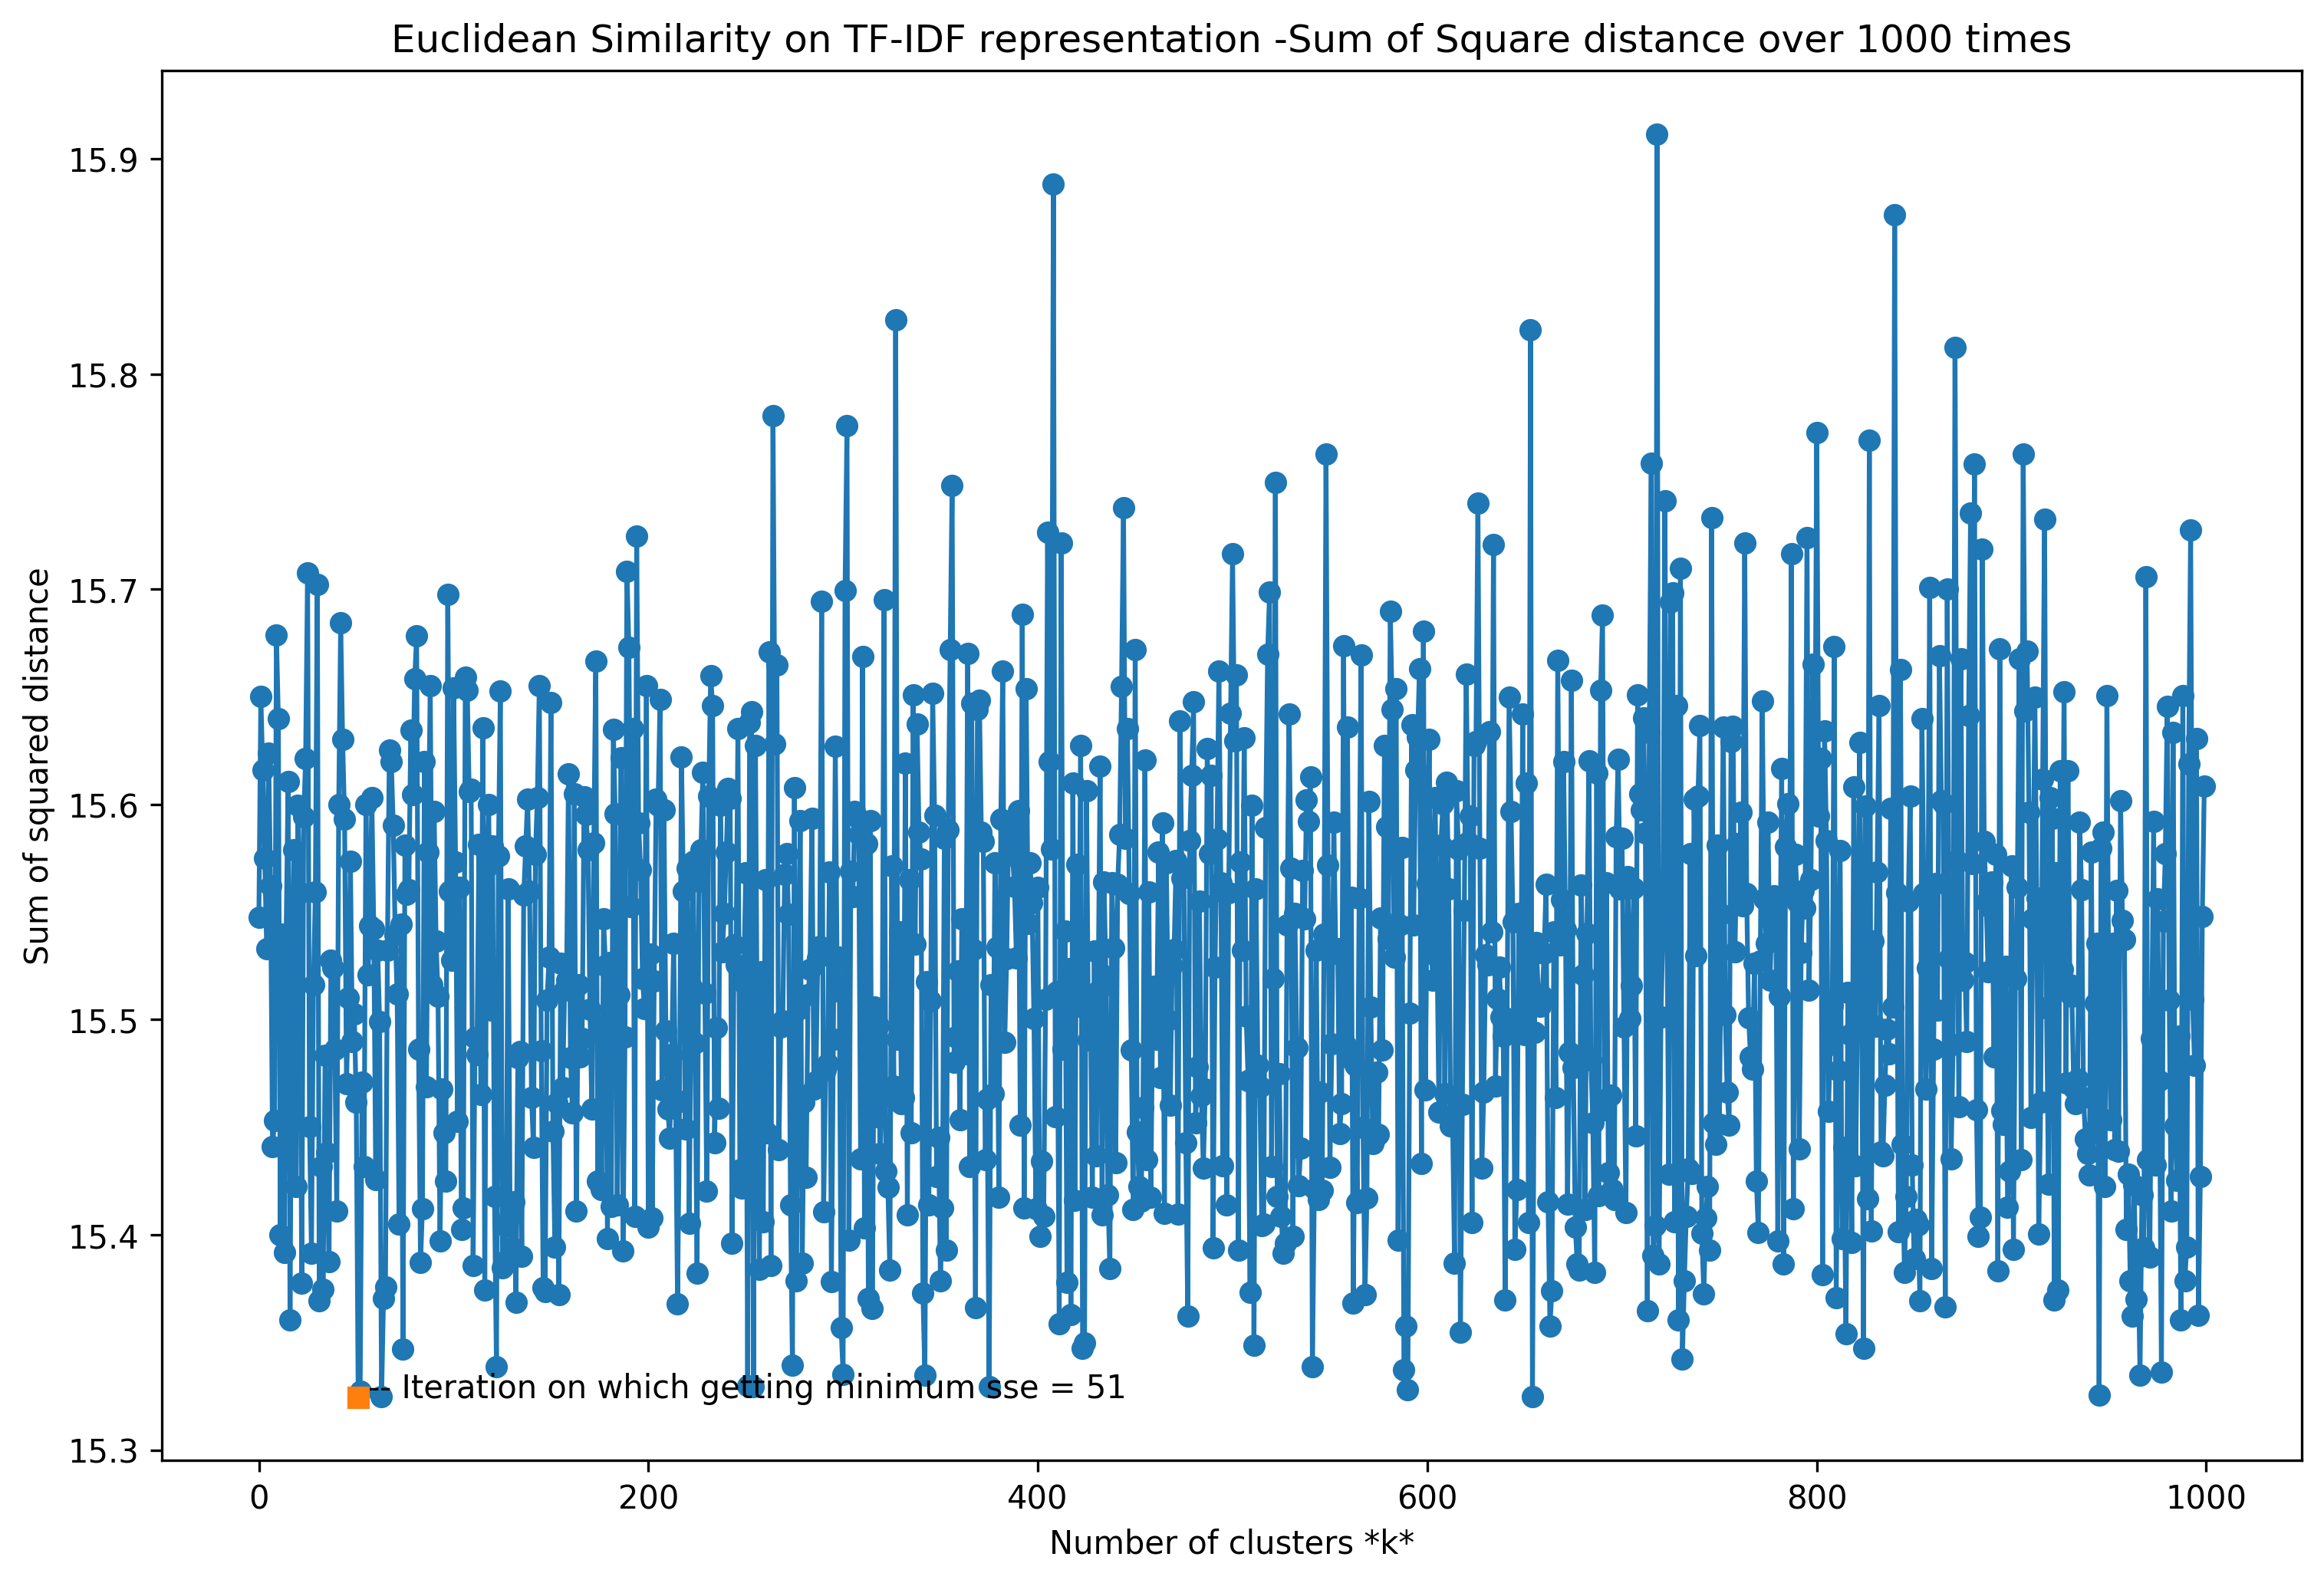 Euclidean Similarity on TF-IDF representation -Sum of Square distance over 1000 times
Sum of squared distance
15.9
15.8
15.7
15.6
15.5
15.4
15.3
-- Iteration on which getting minimum sse = 51
0 200 400 600 800 1000
Number of clusters *k*